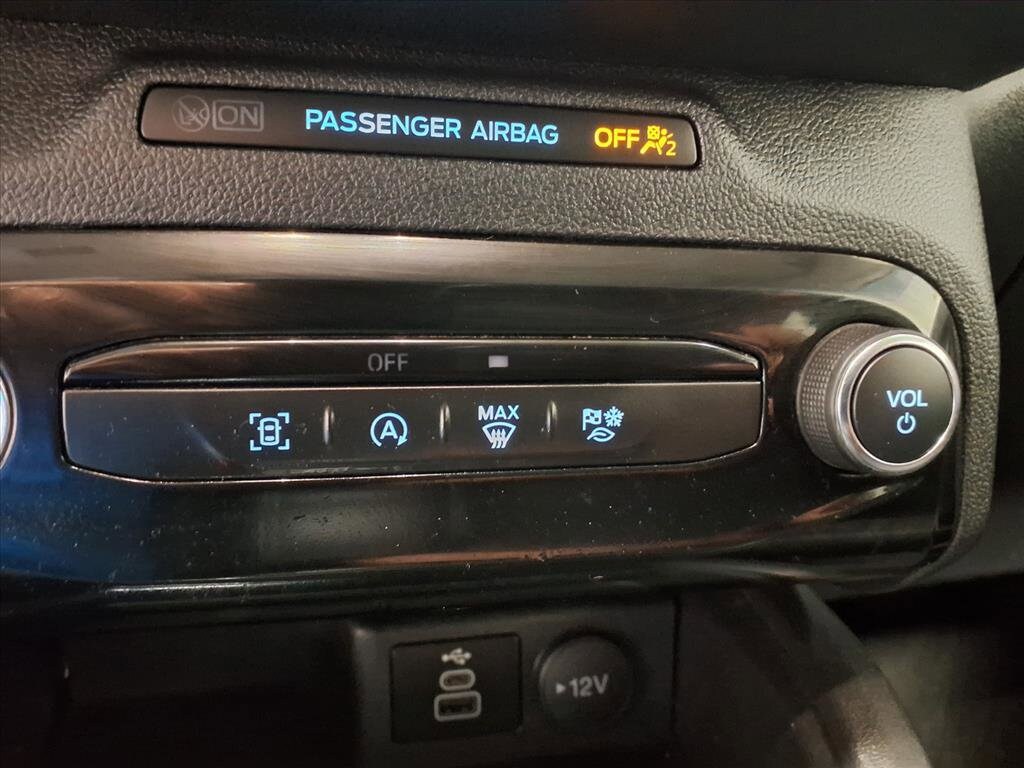 ON PASSENGER AIRBAG OFF 2
OFF
A MAX
VOL
12V